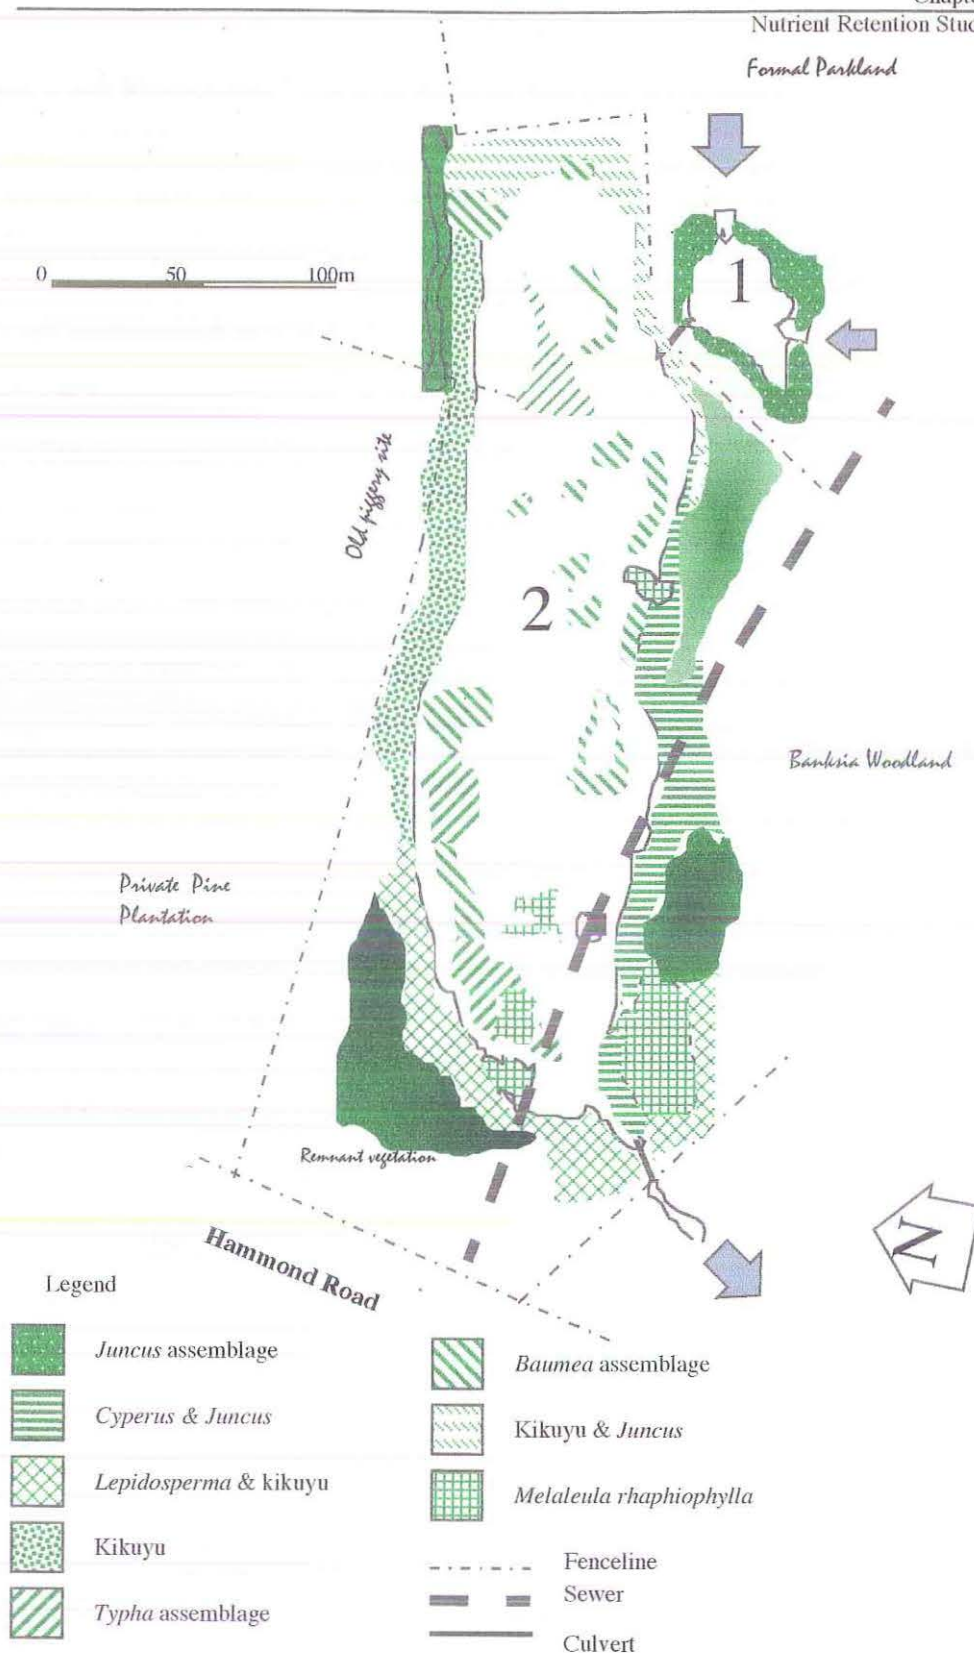 Nutrient Retention Stud
Formal Parkland
0 50 100m
1
Old piggery site
2
Banksia Woodland
Private Pine
Plantation
Remnant vegetation
Hammond Road
N
Legend
Juncus assemblage
Cyperus & Juncus
Lepidosperma & kikuyu
Kikuyu
Typha assemblage
Baumea assemblage
Kikuyu & Juncus
Melaleula rhaphiophylla
Fenceline
Sewer
Culvert